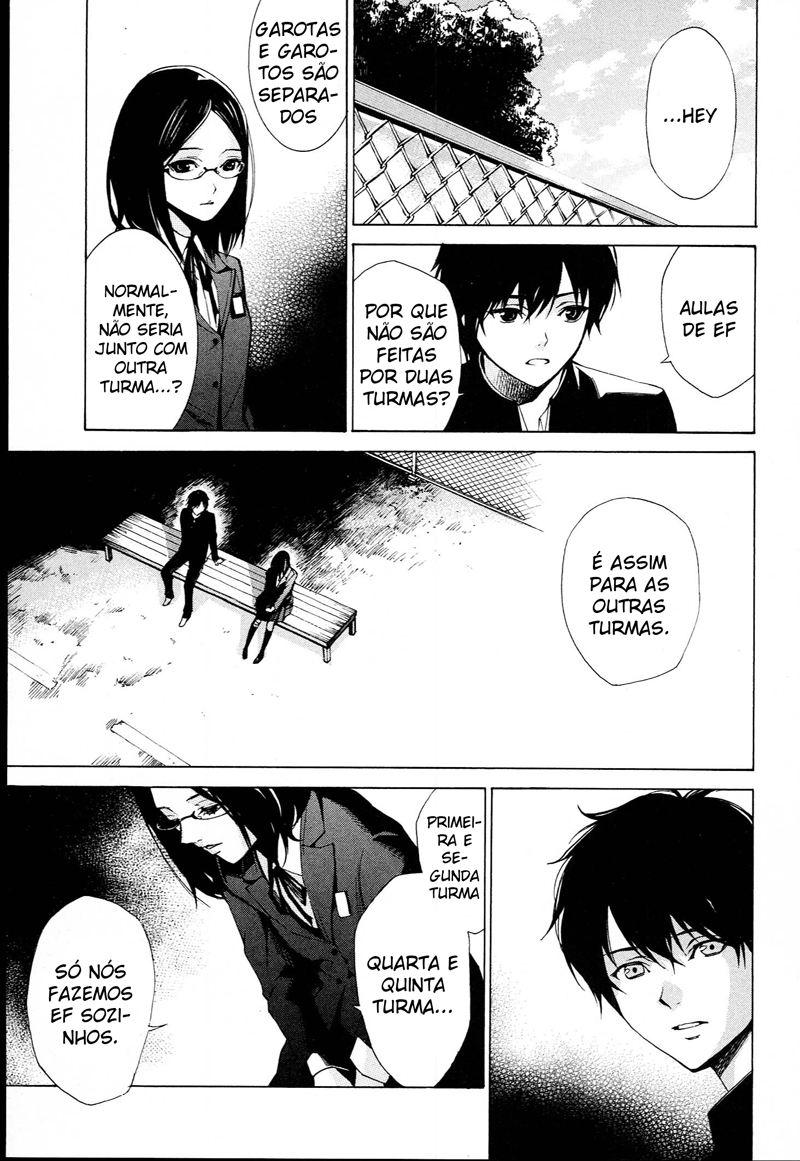 ...HEY
AULAS
DE EF
POR QUE
NÃO SÃO
FEITAS
POR DUAS
TURMAS?
GAROTAS
E GARO-
TOS SÃO
SEPARA-
DOS
NORMAL-
MENTE,
NÃO SERIA
JUNTO COM
OUTRA
TURMA...?
É ASSIM
PARA AS
OUTRAS
TURMAS.
PRIMEI-
RA E
SE-
GUNDA
TURMA
QUARTA E
QUINTA
TURMA...
SÓ NÓS
FAZEMOS
EF SOZI-
NHOS.